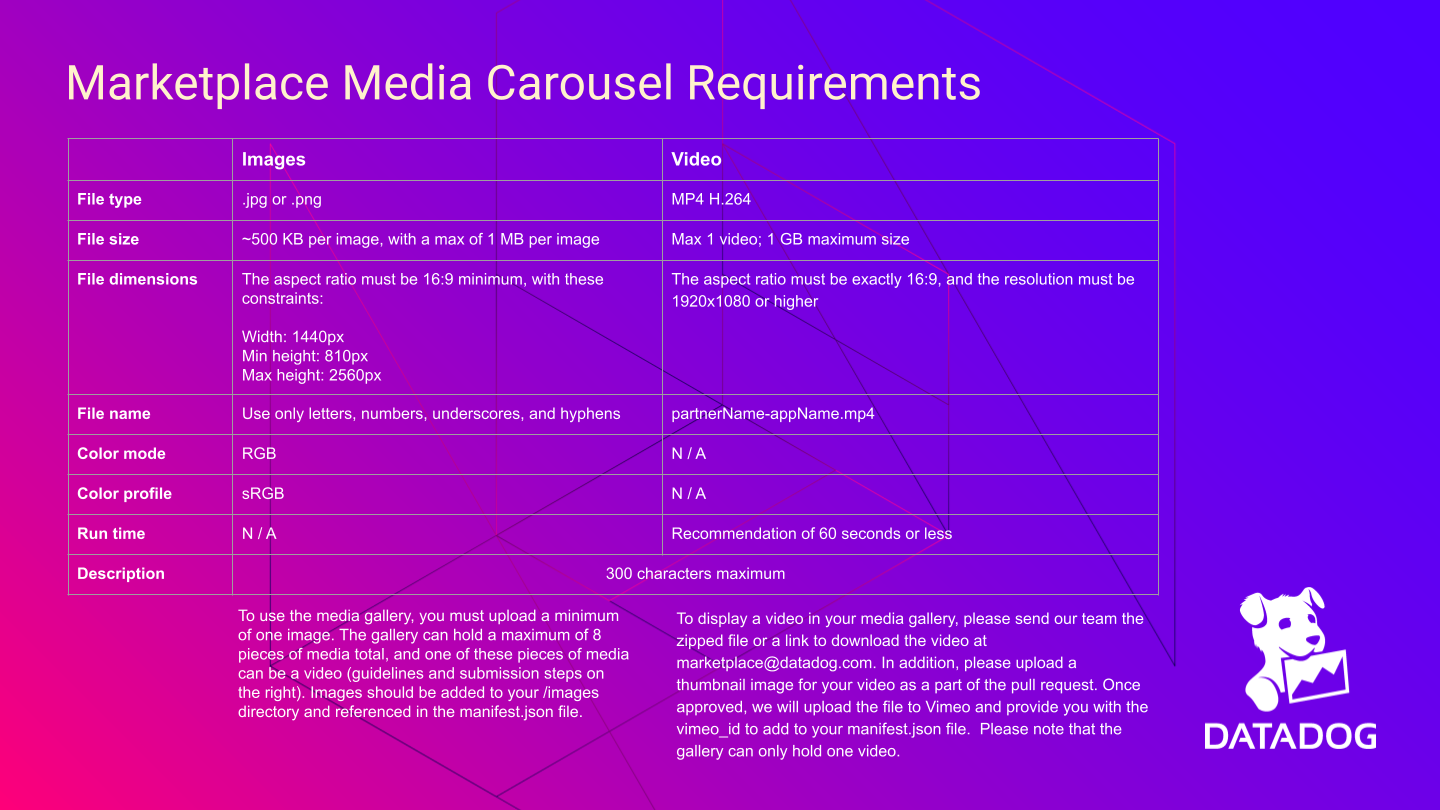 Marketplace Media Carousel Requirements
Images
Video
File type
.jpg or .png
MP4 H.264
File size
~500 KB per image, with a max of 1 MB per image
Max 1 video; 1 GB maximum size
File dimensions
The aspect ratio must be 16:9 minimum, with these
constraints:
Width: 1440px
Min height: 810px
Max height: 2560px
The aspect ratio must be exactly 16:9, and the resolution must be
1920x1080 or higher
File name
Use only letters, numbers, underscores, and hyphens
partnerName-appName.mp4
Color mode
RGB
N / A
Color profile
sRGB
N / A
Run time
N / A
Recommendation of 60 seconds or less
Description
300 characters maximum
To use the media gallery, you must upload a minimum
of one image. The gallery can hold a maximum of 8
pieces of media total, and one of these pieces of media
can be a video (guidelines and submission steps on
the right). Images should be added to your /images
directory and referenced in the manifest.json file.
To display a video in your media gallery, please send our team the
zipped file or a link to download the video at
marketplace@datadog.com. In addition, please upload a
thumbnail image for your video as a part of the pull request. Once
approved, we will upload the file to Vimeo and provide you with the
vimeo_id to add to your manifest.json file.  Please note that the
gallery can only hold one video.
DATADOG